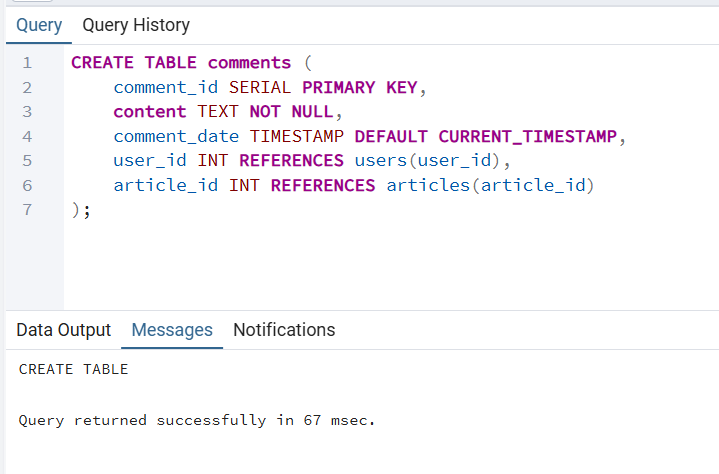 Query Query History
1 CREATE TABLE comments (
2 comment_id SERIAL PRIMARY KEY,
3 content TEXT NOT NULL,
4 comment_date TIMESTAMP DEFAULT CURRENT_TIMESTAMP,
5 user_id INT REFERENCES users(user_id),
6 article_id INT REFERENCES articles(article_id)
7 );
Data Output Messages Notifications
CREATE TABLE
Query returned successfully in 67 msec.